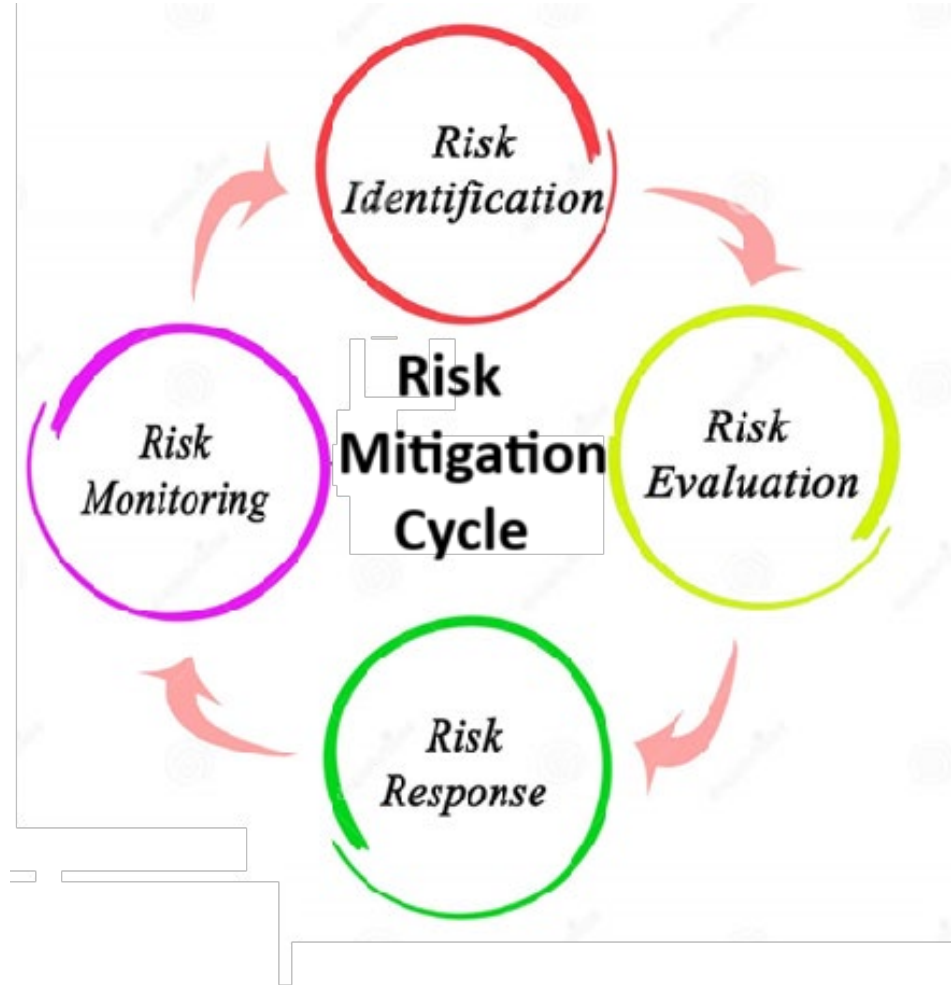 Risk
Identification
Risk
Mitigation
Cycle
Risk
Evaluation
Risk
Response
Risk
Monitoring